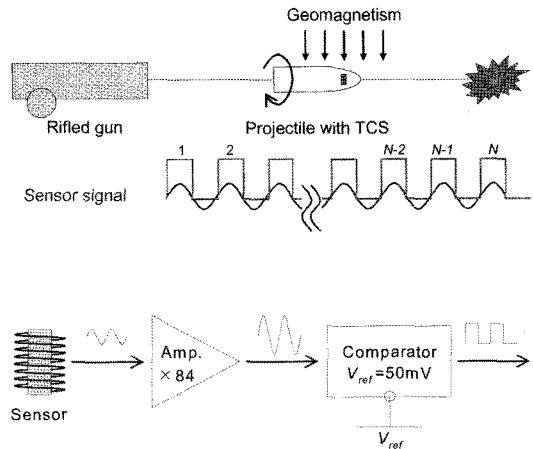 Geomagnetism
Rifled gun
Projectile with TCS
1 2 N-2 N-1 N
Sensor signal
Amp.
× 84
Comparator
Vref=50mV
Sensor
Vref